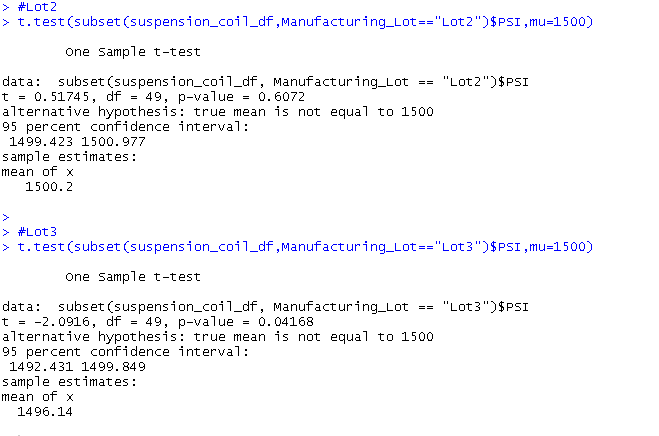 > #Lot2
> t.test(subset(suspension_coil_df,Manufacturing_Lot=="Lot2")$PSI,mu=1500)
One Sample t-test
data:  subset(suspension_coil_df, Manufacturing_Lot == "Lot2")$PSI
t = 0.51745, df = 49, p-value = 0.6072
alternative hypothesis: true mean is not equal to 1500
95 percent confidence interval:
1499.423 1500.977
sample estimates:
mean of x
1500.2
>
> #Lot3
> t.test(subset(suspension_coil_df,Manufacturing_Lot=="Lot3")$PSI,mu=1500)
One Sample t-test
data:  subset(suspension_coil_df, Manufacturing_Lot == "Lot3")$PSI
t = -2.0916, df = 49, p-value = 0.04168
alternative hypothesis: true mean is not equal to 1500
95 percent confidence interval:
1492.431 1499.849
sample estimates:
mean of x
1496.14